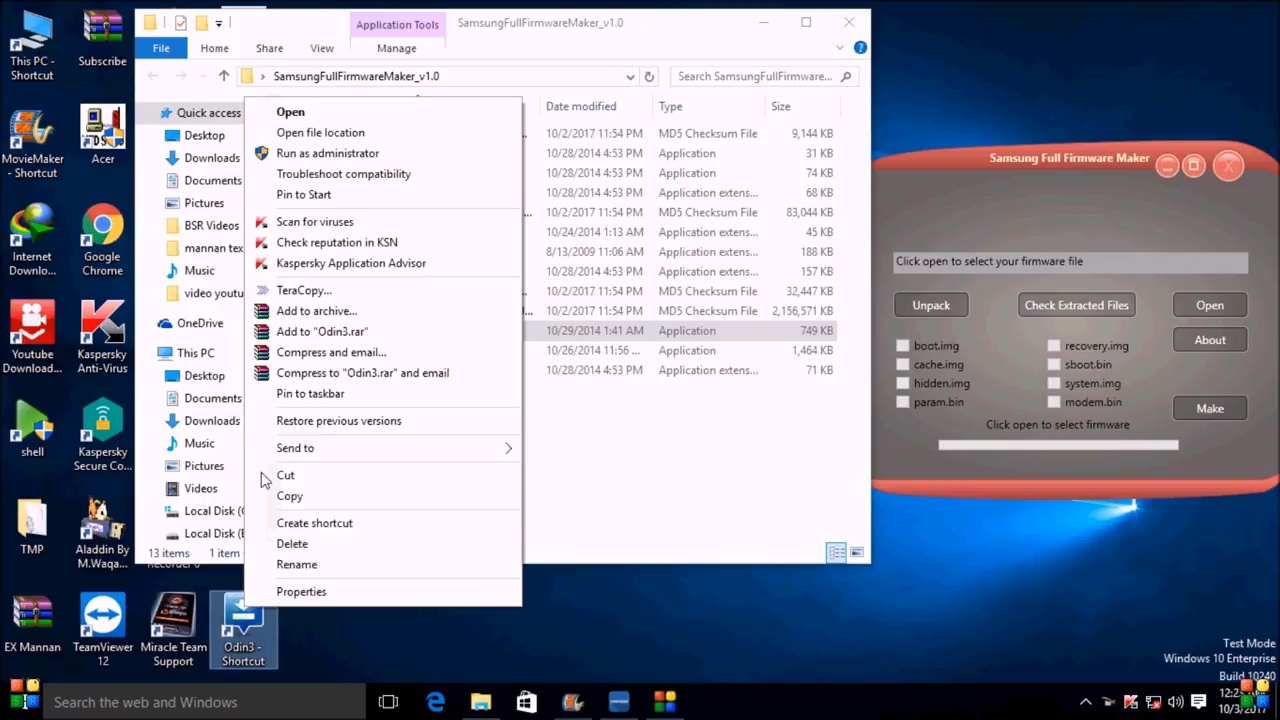 This PC -
Shortcut
Subscribe
MovieMaker
- Shortcut
Acer
Internet
Downlo...
Google
Chrome
Youtube
Download...
Kaspersky
Anti-Virus
shell
Kaspersky
Secure Co...
TMP
Aladdin By
M.Waqa...
EX Mannan
TeamViewer
12
Miracle Team
Support
Odin3 -
Shortcut
Application Tools
SamsungFullFirmwareMaker_v1.0
File
Home
Share
View
Manage
SamsungFullFirmwareMaker_v1.0
Search SamsungFullFirmware...
Quick access
Desktop
Downloads
Documents
Pictures
BSR Videos
mannan tex
Music
video youtu
OneDrive
This PC
Desktop
Documents
Downloads
Music
Pictures
Videos
Local Disk (
Local Disk (
13 items
1 item
Open
Open file location
Run as administrator
Troubleshoot compatibility
Pin to Start
Scan for viruses
Check reputation in KSN
Kaspersky Application Advisor
TeraCopy...
Add to archive...
Add to "Odin3.rar"
Compress and email...
Compress to "Odin3.rar" and email
Pin to taskbar
Restore previous versions
Send to
Cut
Copy
Create shortcut
Delete
Rename
Properties
Date modified Type Size
10/2/2017 11:54 PM MD5 Checksum File 9,144 KB
10/28/2014 4:53 PM Application 31 KB
10/28/2014 4:53 PM Application 74 KB
10/28/2014 4:53 PM Application extens... 68 KB
10/2/2017 11:54 PM MD5 Checksum File 83,044 KB
10/24/2014 1:13 AM Application 45 KB
8/13/2009 11:06 AM Application extens... 188 KB
10/28/2014 4:53 PM Application extens... 157 KB
10/2/2017 11:54 PM MD5 Checksum File 32,447 KB
10/2/2017 11:54 PM MD5 Checksum File 2,156,571 KB
10/29/2014 1:41 AM Application 749 KB
10/26/2014 11:56 ... Application 1,464 KB
10/28/2014 4:53 PM Application extens... 71 KB
Samsung Full Firmware Maker
X
Click open to select your firmware file
Unpack
Check Extracted Files
Open
About
Make
boot.img
cache.img
hidden.img
param.bin
recovery.img
sboot.bin
system.img
modem.bin
Click open to select firmware
Test Mode
Windows 10 Enterprise
Build 10240
Search the web and Windows
10/3/2017